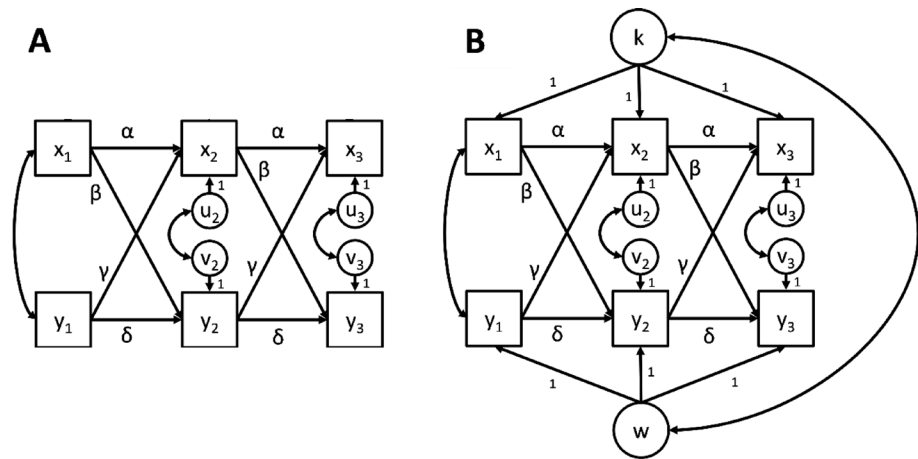 A
x₁ α x₂ α x₃
β β
1 1
u₂ u₃
v₂ v₃
γ 1 γ 1
y₁ δ y₂ δ y₃
B
k
1 1 1
x₁ α x₂ α x₃
β β
1 1
u₂ u₃
v₂ v₃
γ 1 γ 1
y₁ δ y₂ δ y₃
1 1 1
w